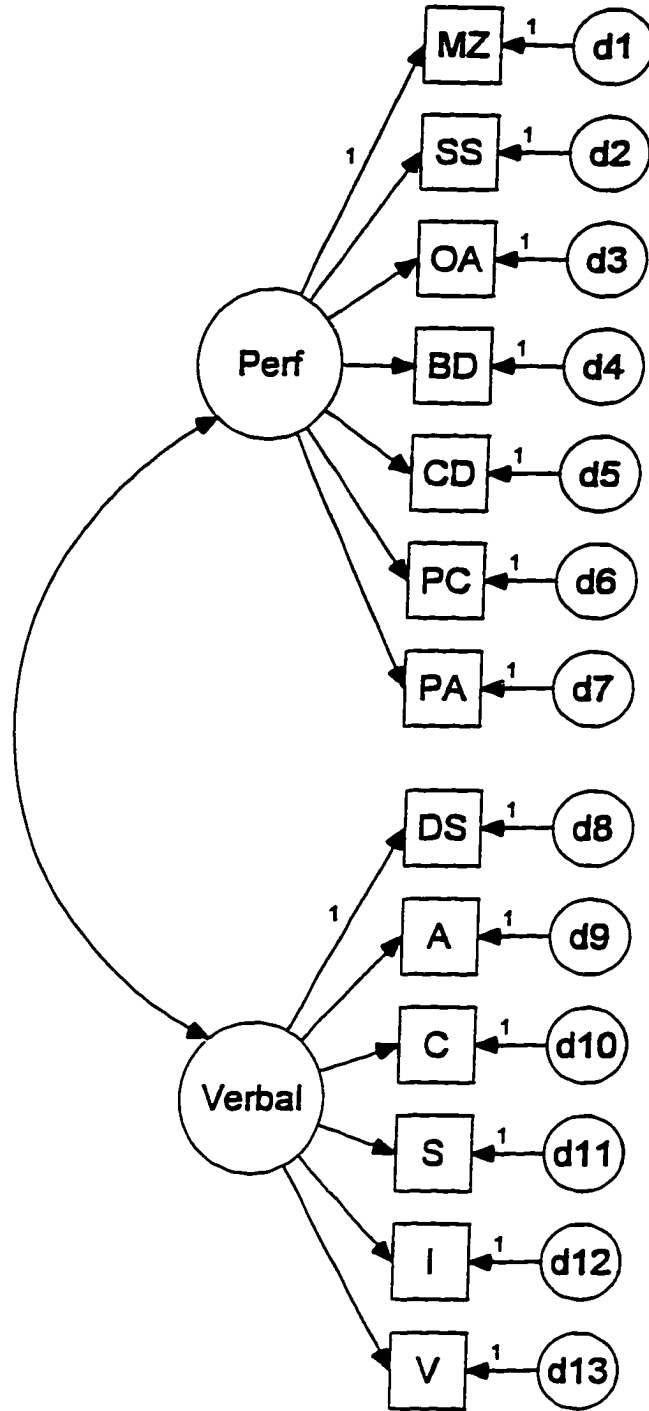 MZ 1 d1
1
SS 1 d2
OA 1 d3
Perf
BD 1 d4
CD 1 d5
PC 1 d6
PA 1 d7
DS 1 d8
1
A 1 d9
C 1 d10
Verbal
S 1 d11
I 1 d12
V 1 d13